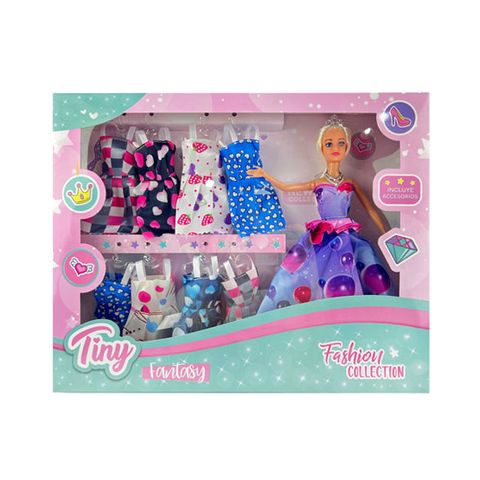 INCLUYE
ACCESORIOS
Tiny
Fantasy
Fashion
COLLECTION